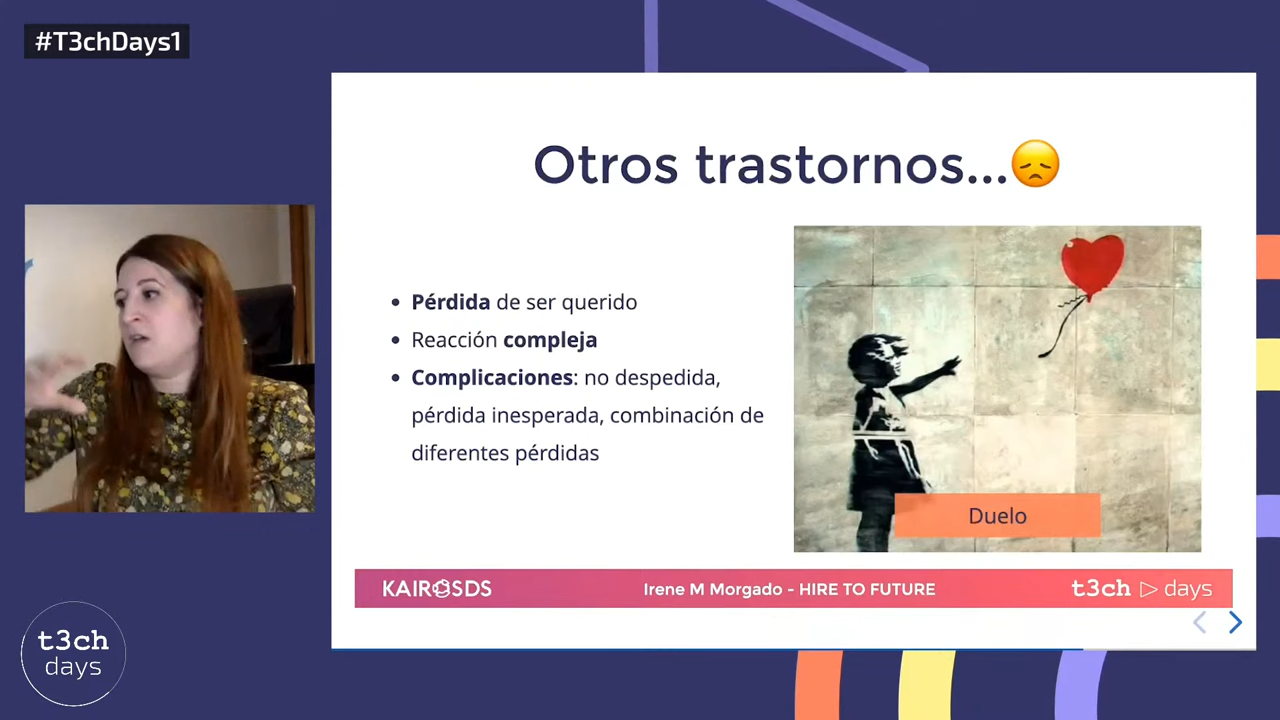 #T3chDays1
Otros trastornos...😞
• Pérdida de ser querido
• Reacción compleja
• Complicaciones: no despedida,
pérdida inesperada, combinación de
diferentes pérdidas
Duelo
KAIROSDS
Irene M Morgado - HIRE TO FUTURE
t3ch days
t3ch
days